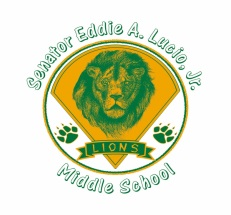 Senator Eddie A. Lucio, Jr.
LIONS
Middle School